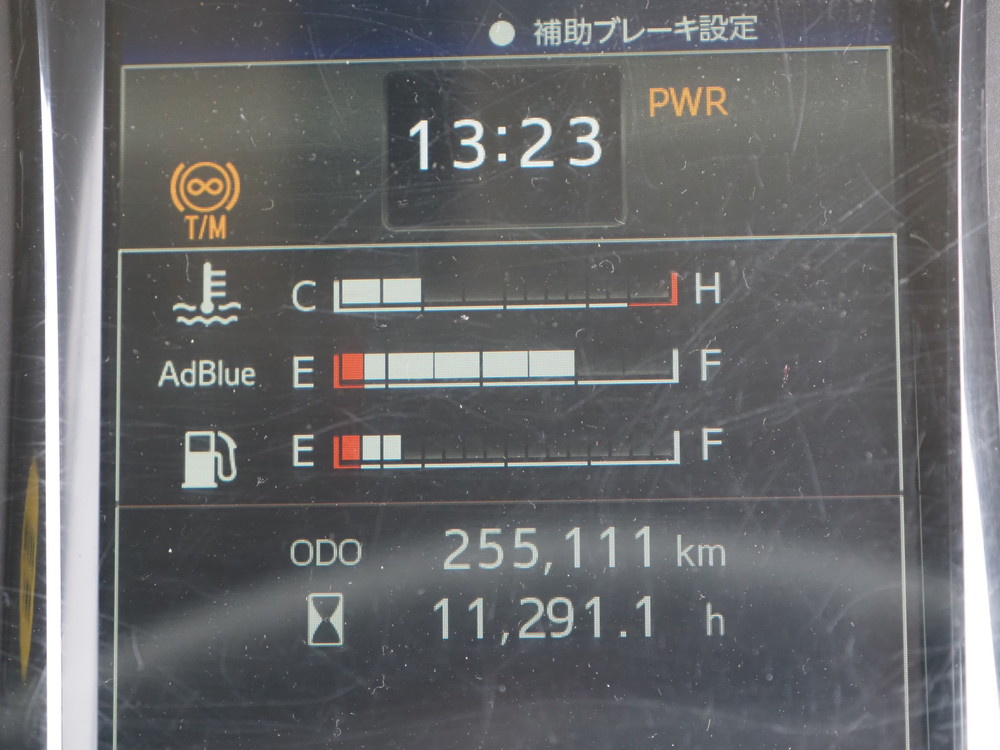 ● 補助ブレーキ設定
13:23 PWR
T/M
C H
AdBlue E F
E F
ODO 255,111 km
11,291.1 h